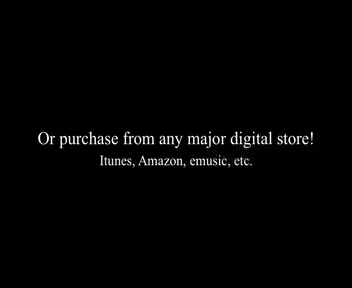 Or purchase from any major digital store!
Itunes, Amazon, emusic, etc.